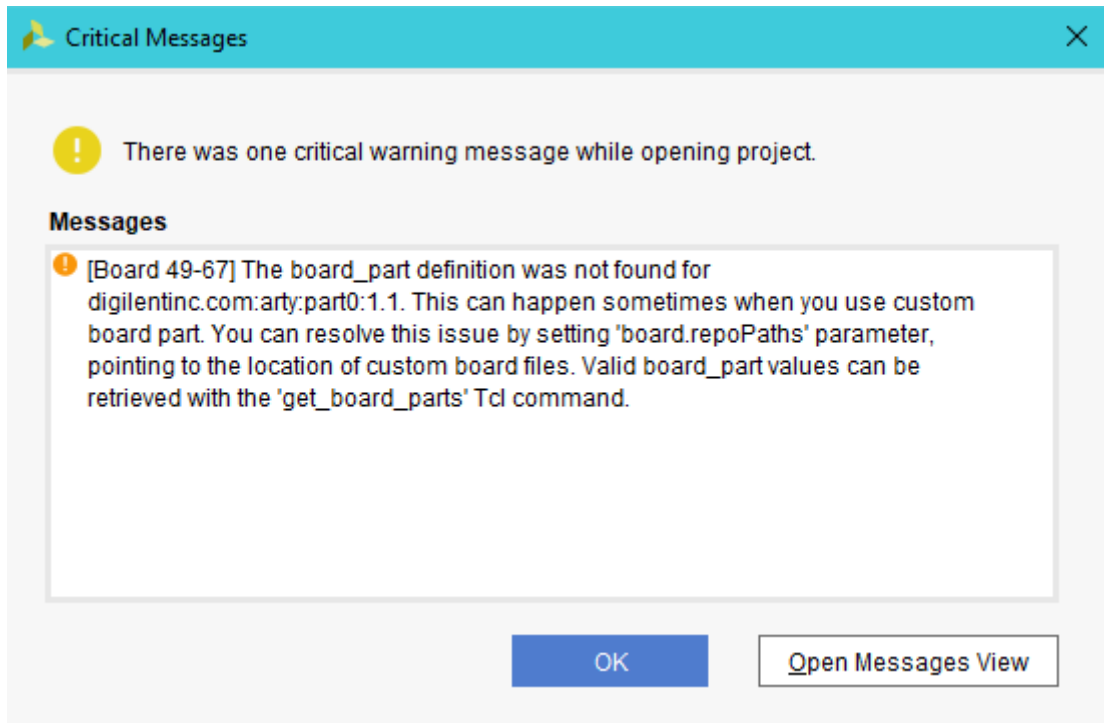 Critical Messages
There was one critical warning message while opening project.
Messages
[Board 49-67] The board_part definition was not found for
digilentinc.com:arty:part0:1.1. This can happen sometimes when you use custom
board part. You can resolve this issue by setting 'board.repoPaths' parameter,
pointing to the location of custom board files. Valid board_part values can be
retrieved with the 'get_board_parts' Tcl command.
OK
Open Messages View